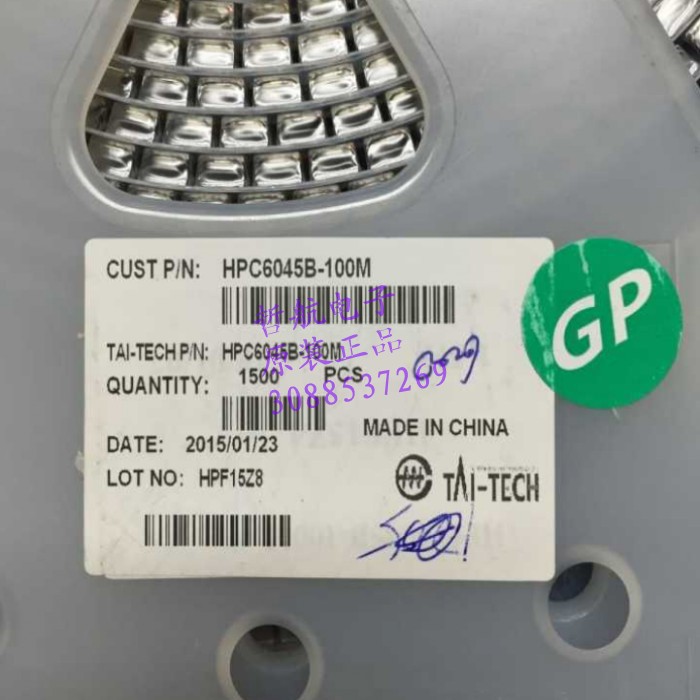 CUST P/N: HPC6045B-100M
GP
哲航电子
TAI-TECH P/N: HPC6045B-100M
原装正品
QUANTITY: 1500 PCS
3088537269
MADE IN CHINA
DATE: 2015/01/23
LOT NO: HPF15Z8
TAI-TECH